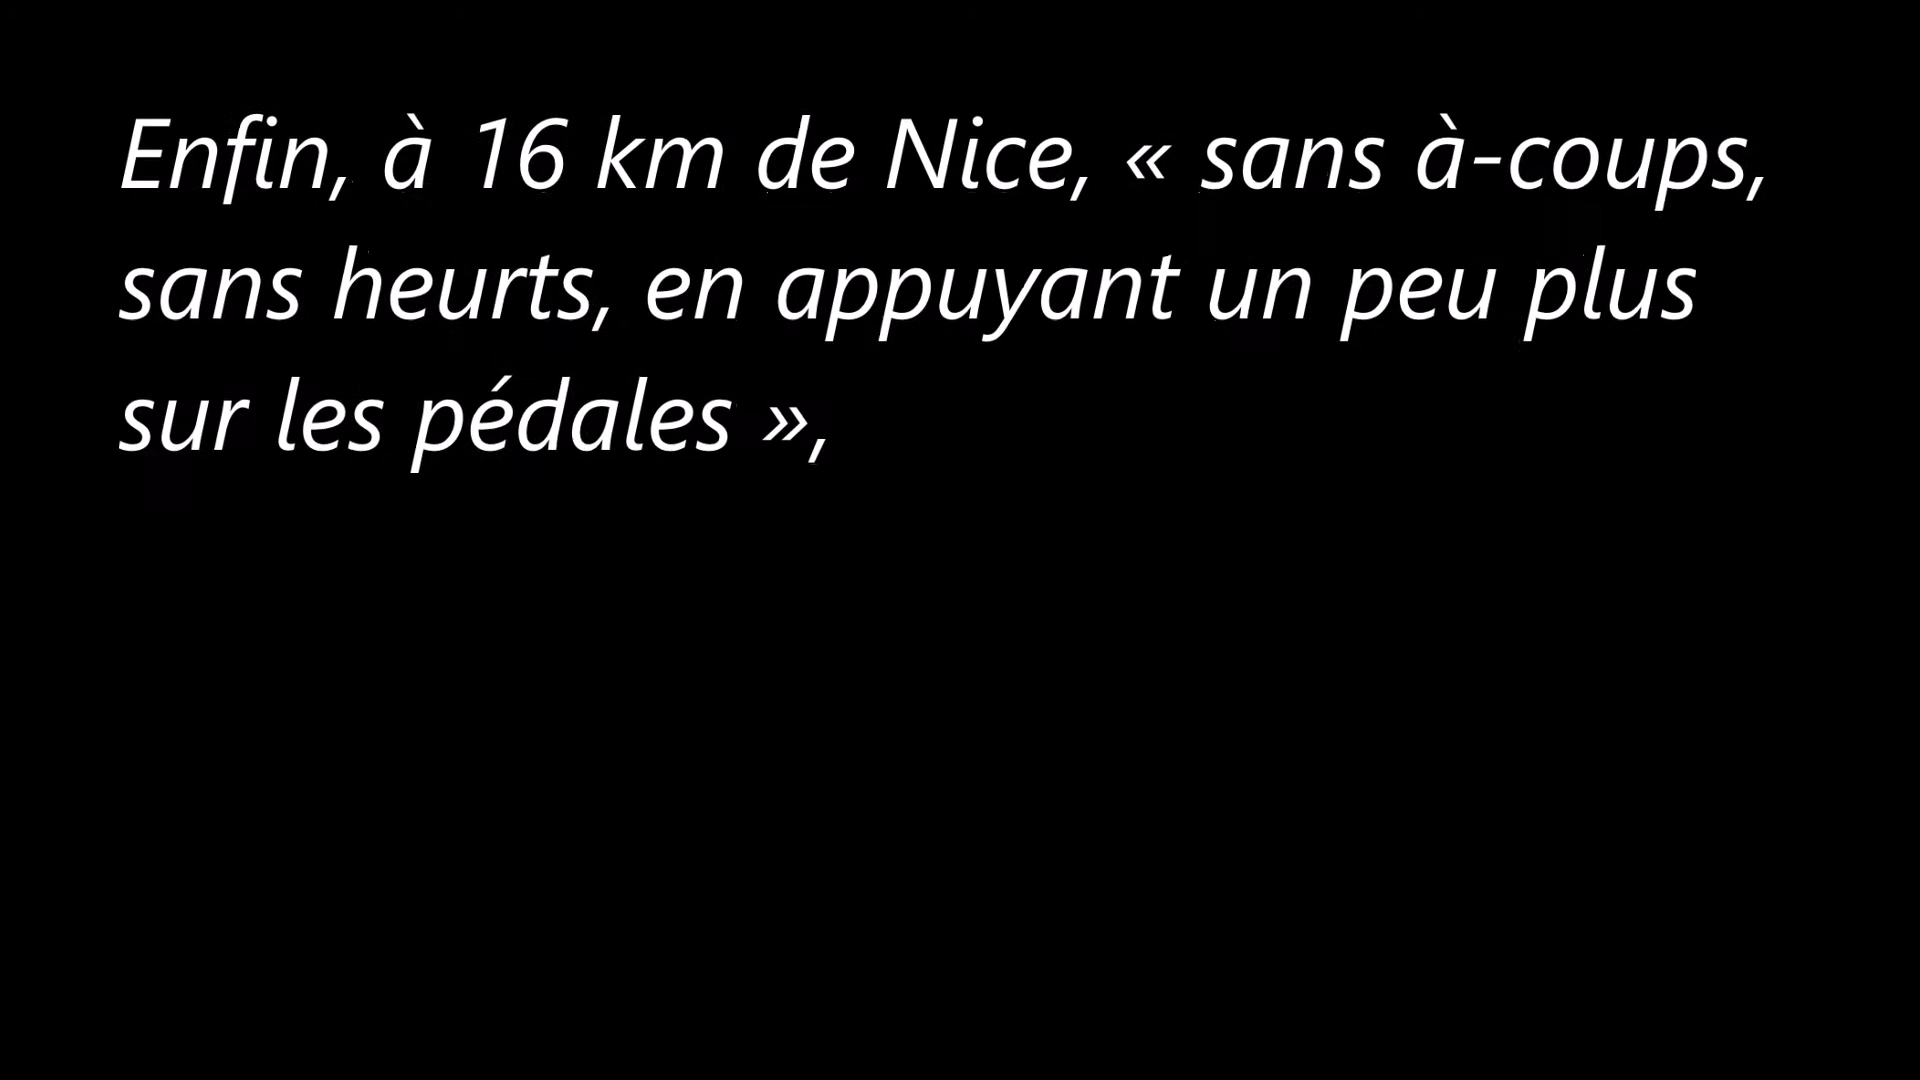 Enfin, à 16 km de Nice, « sans à-coups,
sans heurts, en appuyant un peu plus
sur les pédales »,